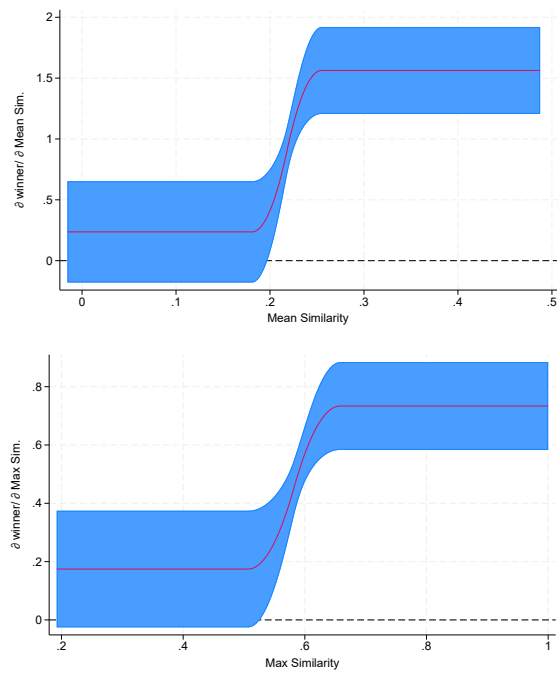 ∂ winner/ ∂ Mean Sim.
2
1.5
1
.5
0
0 .1 .2 .3 .4 .5
Mean Similarity
∂ winner/ ∂ Max Sim.
.8
.6
.4
.2
0
.2 .4 .6 .8 1
Max Similarity